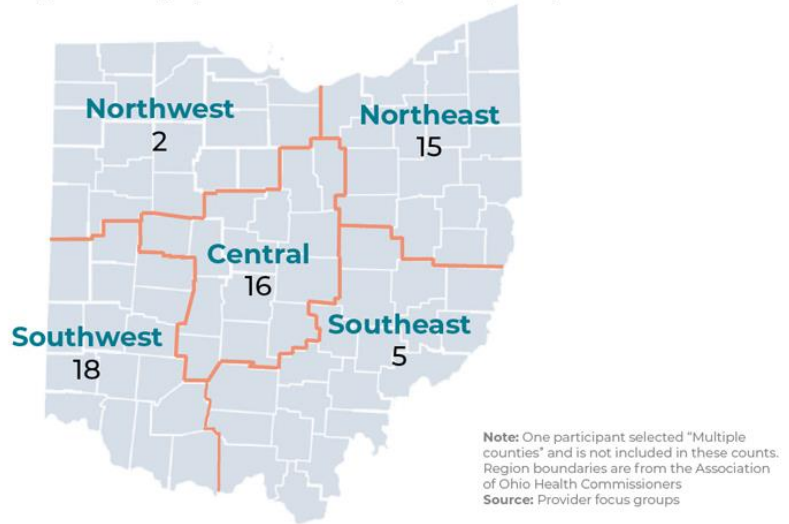 Northwest
2
Northeast
15
Central
16
Southwest
18
Southeast
5
Note: One participant selected "Multiple
counties" and is not included in these counts.
Region boundaries are from the Association
of Ohio Health Commissioners
Source: Provider focus groups